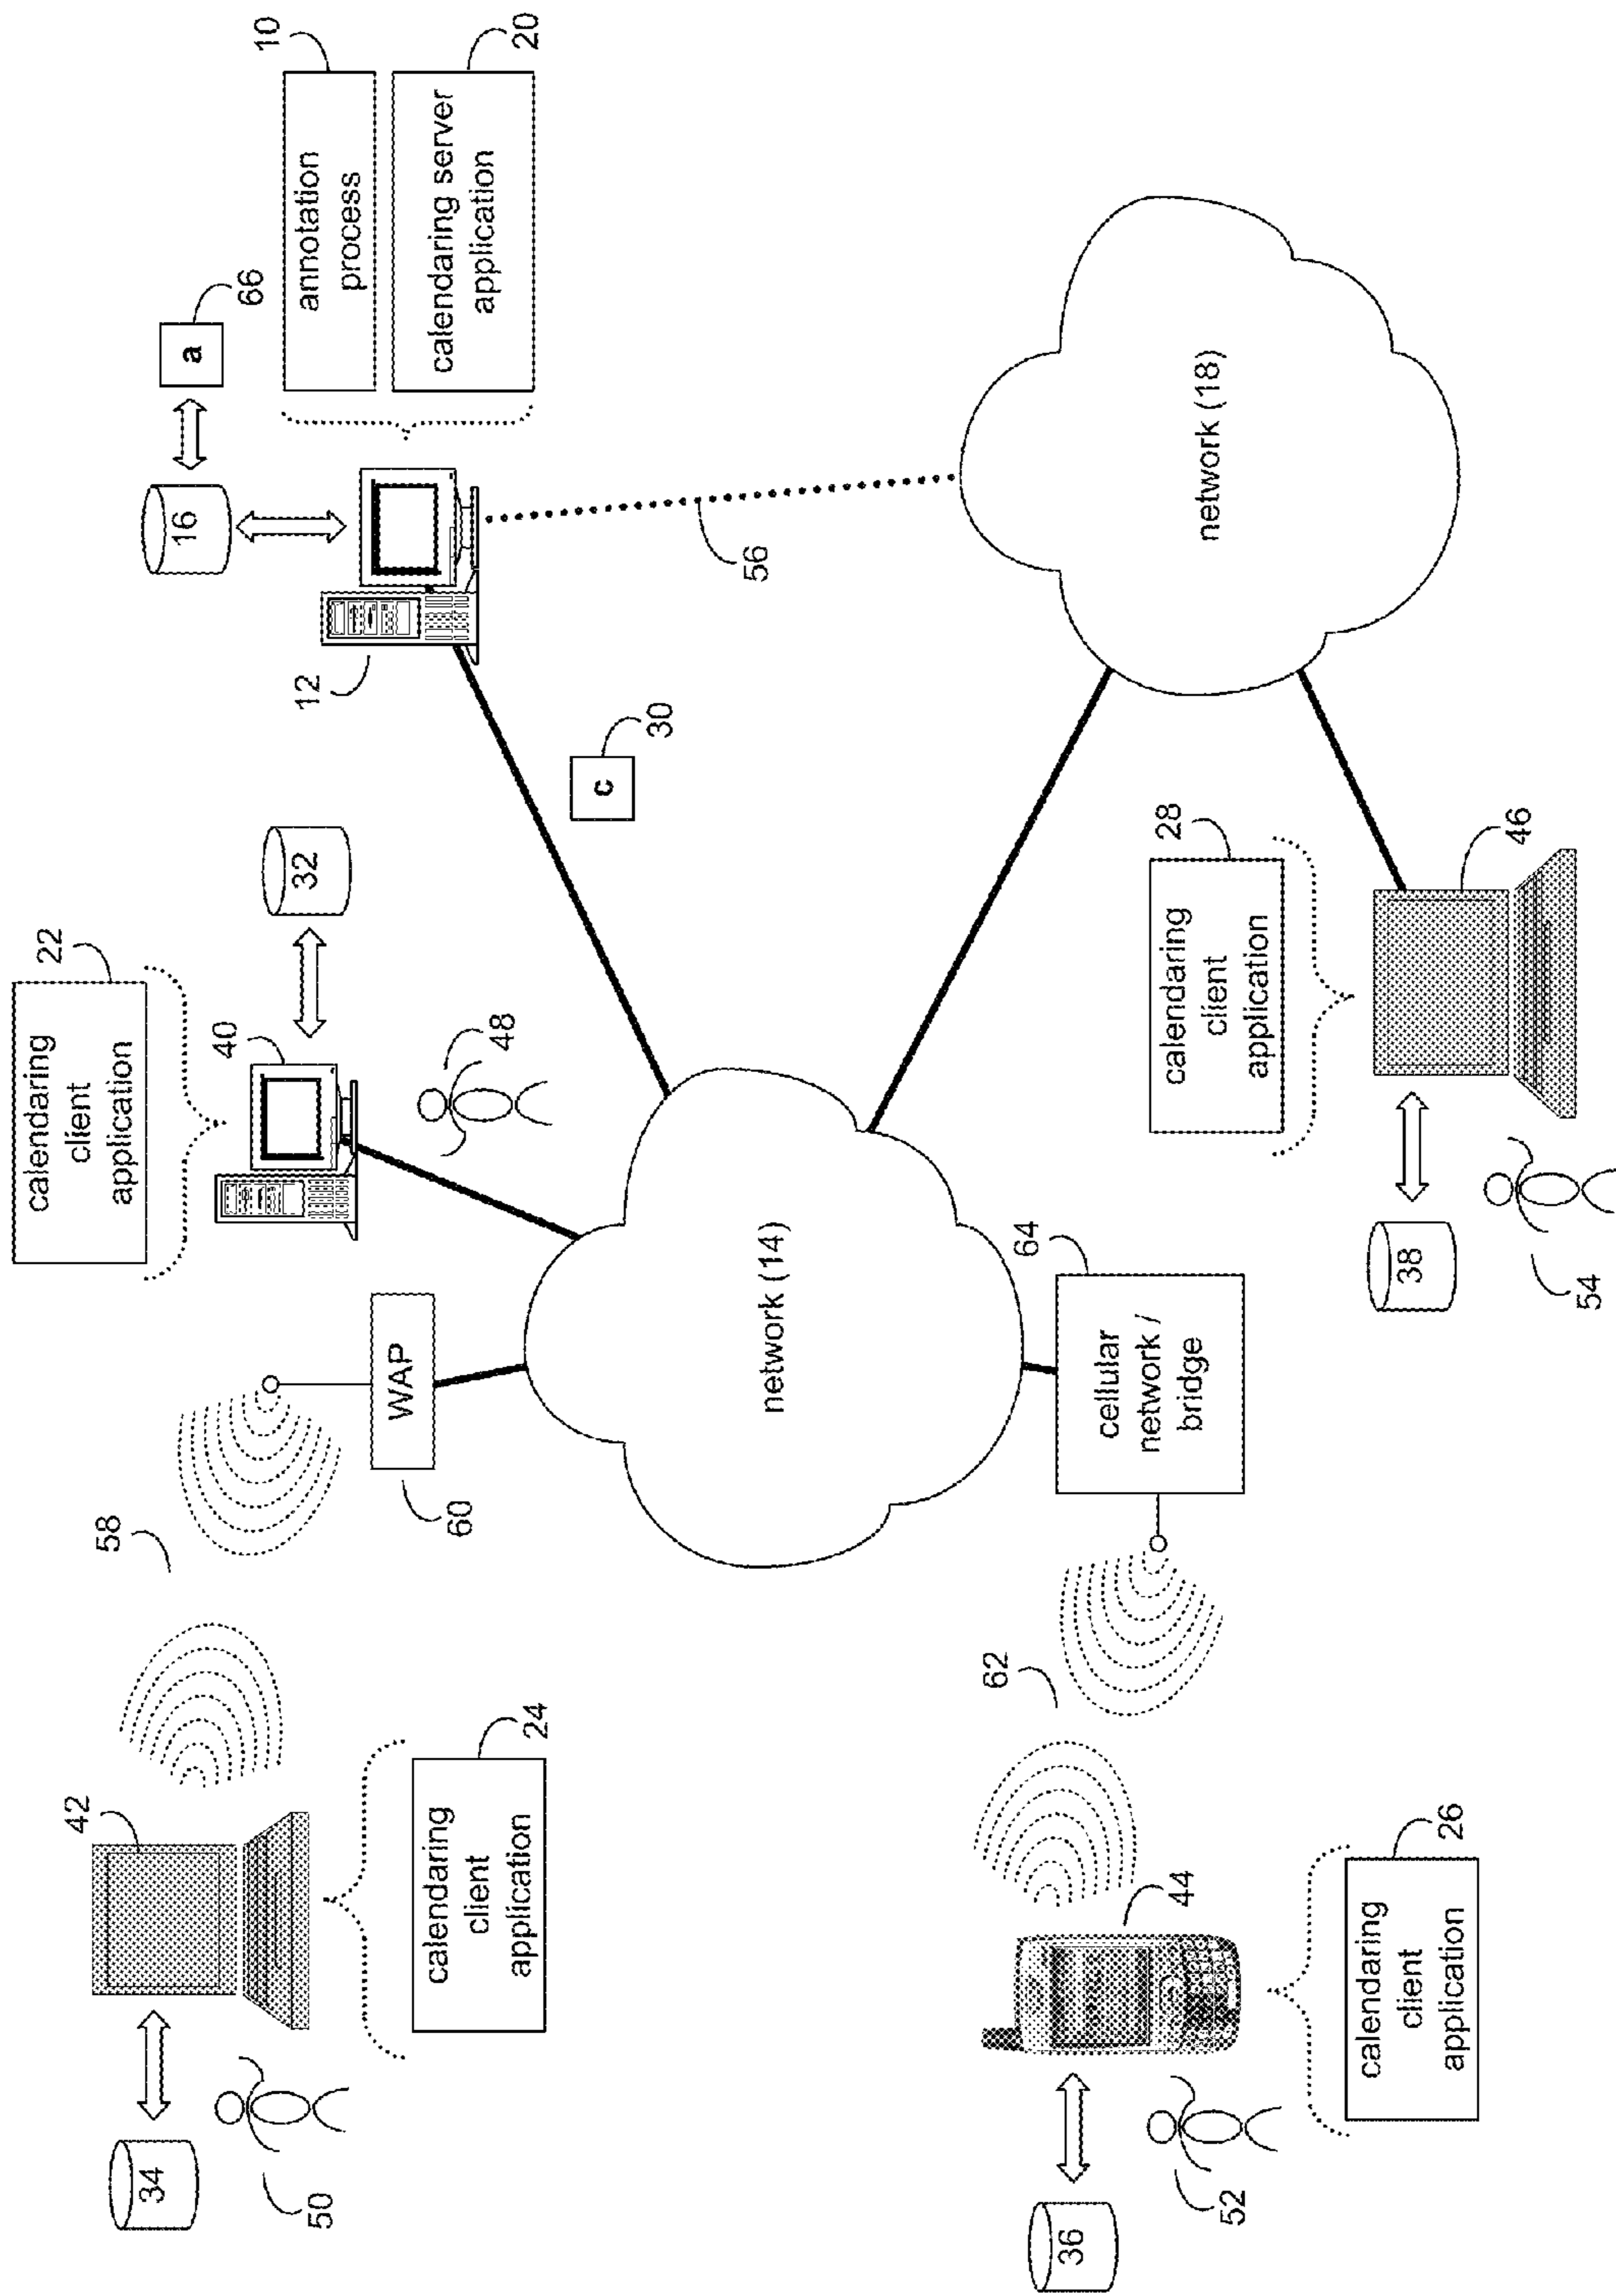 22
calendaring
client
application
40
32
48
16
a
66
12
10
annotation
process
20
calendaring server
application
c
30
56
58
WAP
60
42
34
50
24
calendaring
client
application
network (14)
network (18)
62
64
cellular
network /
bridge
44
36
52
26
calendaring
client
application
28
calendaring
client
application
46
38
54